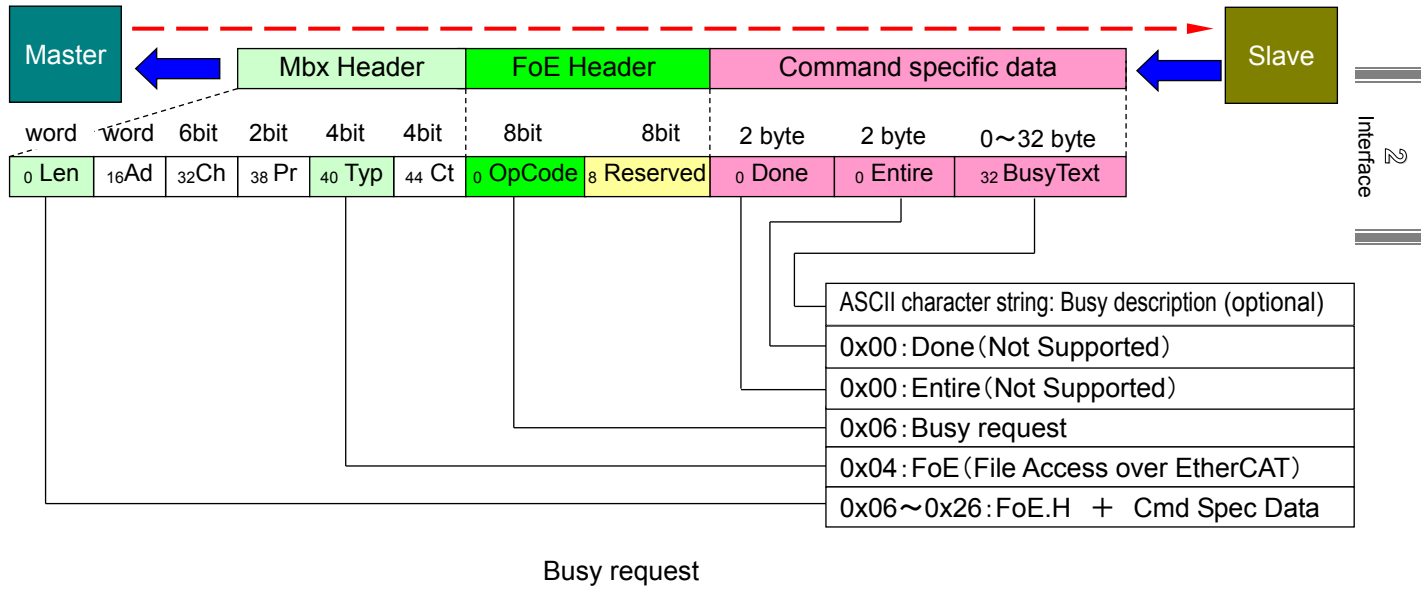 Master
Slave
Mbx Header
FoE Header
Command specific data
word
word
6bit
2bit
4bit
4bit
8bit
8bit
2 byte
2 byte
0～32 byte
0 Len
16Ad
32Ch
38 Pr
40 Typ
44 Ct
0 OpCode
8 Reserved
0 Done
0 Entire
32 BusyText
2
Interface
ASCII character string: Busy description (optional)
0x00：Done（Not Supported）
0x00：Entire（Not Supported）
0x06：Busy request
0x04：FoE（File Access over EtherCAT）
0x06～0x26：FoE.H ＋ Cmd Spec Data
Busy request